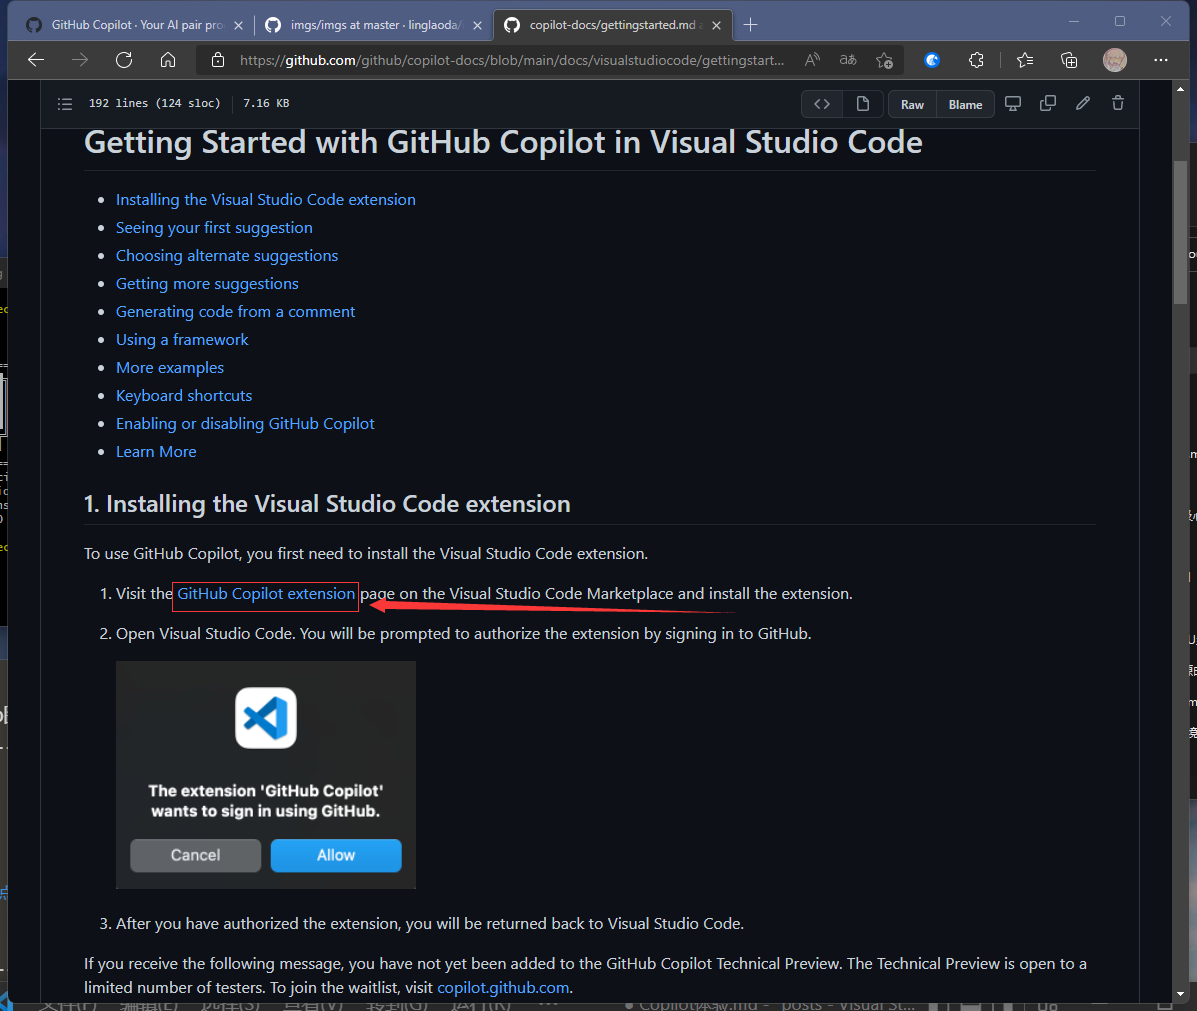 GitHub Copilot · Your AI pair pro
imgs/imgs at master · linglaoda/
copilot-docs/gettingstarted.md
https://github.com/github/copilot-docs/blob/main/docs/visualstudiocode/gettingstart...
192 lines (124 sloc)
7.16 KB
Raw
Blame
Getting Started with GitHub Copilot in Visual Studio Code
Installing the Visual Studio Code extension
Seeing your first suggestion
Choosing alternate suggestions
Getting more suggestions
Generating code from a comment
Using a framework
More examples
Keyboard shortcuts
Enabling or disabling GitHub Copilot
Learn More
1. Installing the Visual Studio Code extension
To use GitHub Copilot, you first need to install the Visual Studio Code extension.
1. Visit the GitHub Copilot extension page on the Visual Studio Code Marketplace and install the extension.
2. Open Visual Studio Code. You will be prompted to authorize the extension by signing in to GitHub.
The extension 'GitHub Copilot'
wants to sign in using GitHub.
Cancel
Allow
3. After you have authorized the extension, you will be returned back to Visual Studio Code.
If you receive the following message, you have not yet been added to the GitHub Copilot Technical Preview. The Technical Preview is open to a
limited number of testers. To join the waitlist, visit copilot.github.com.